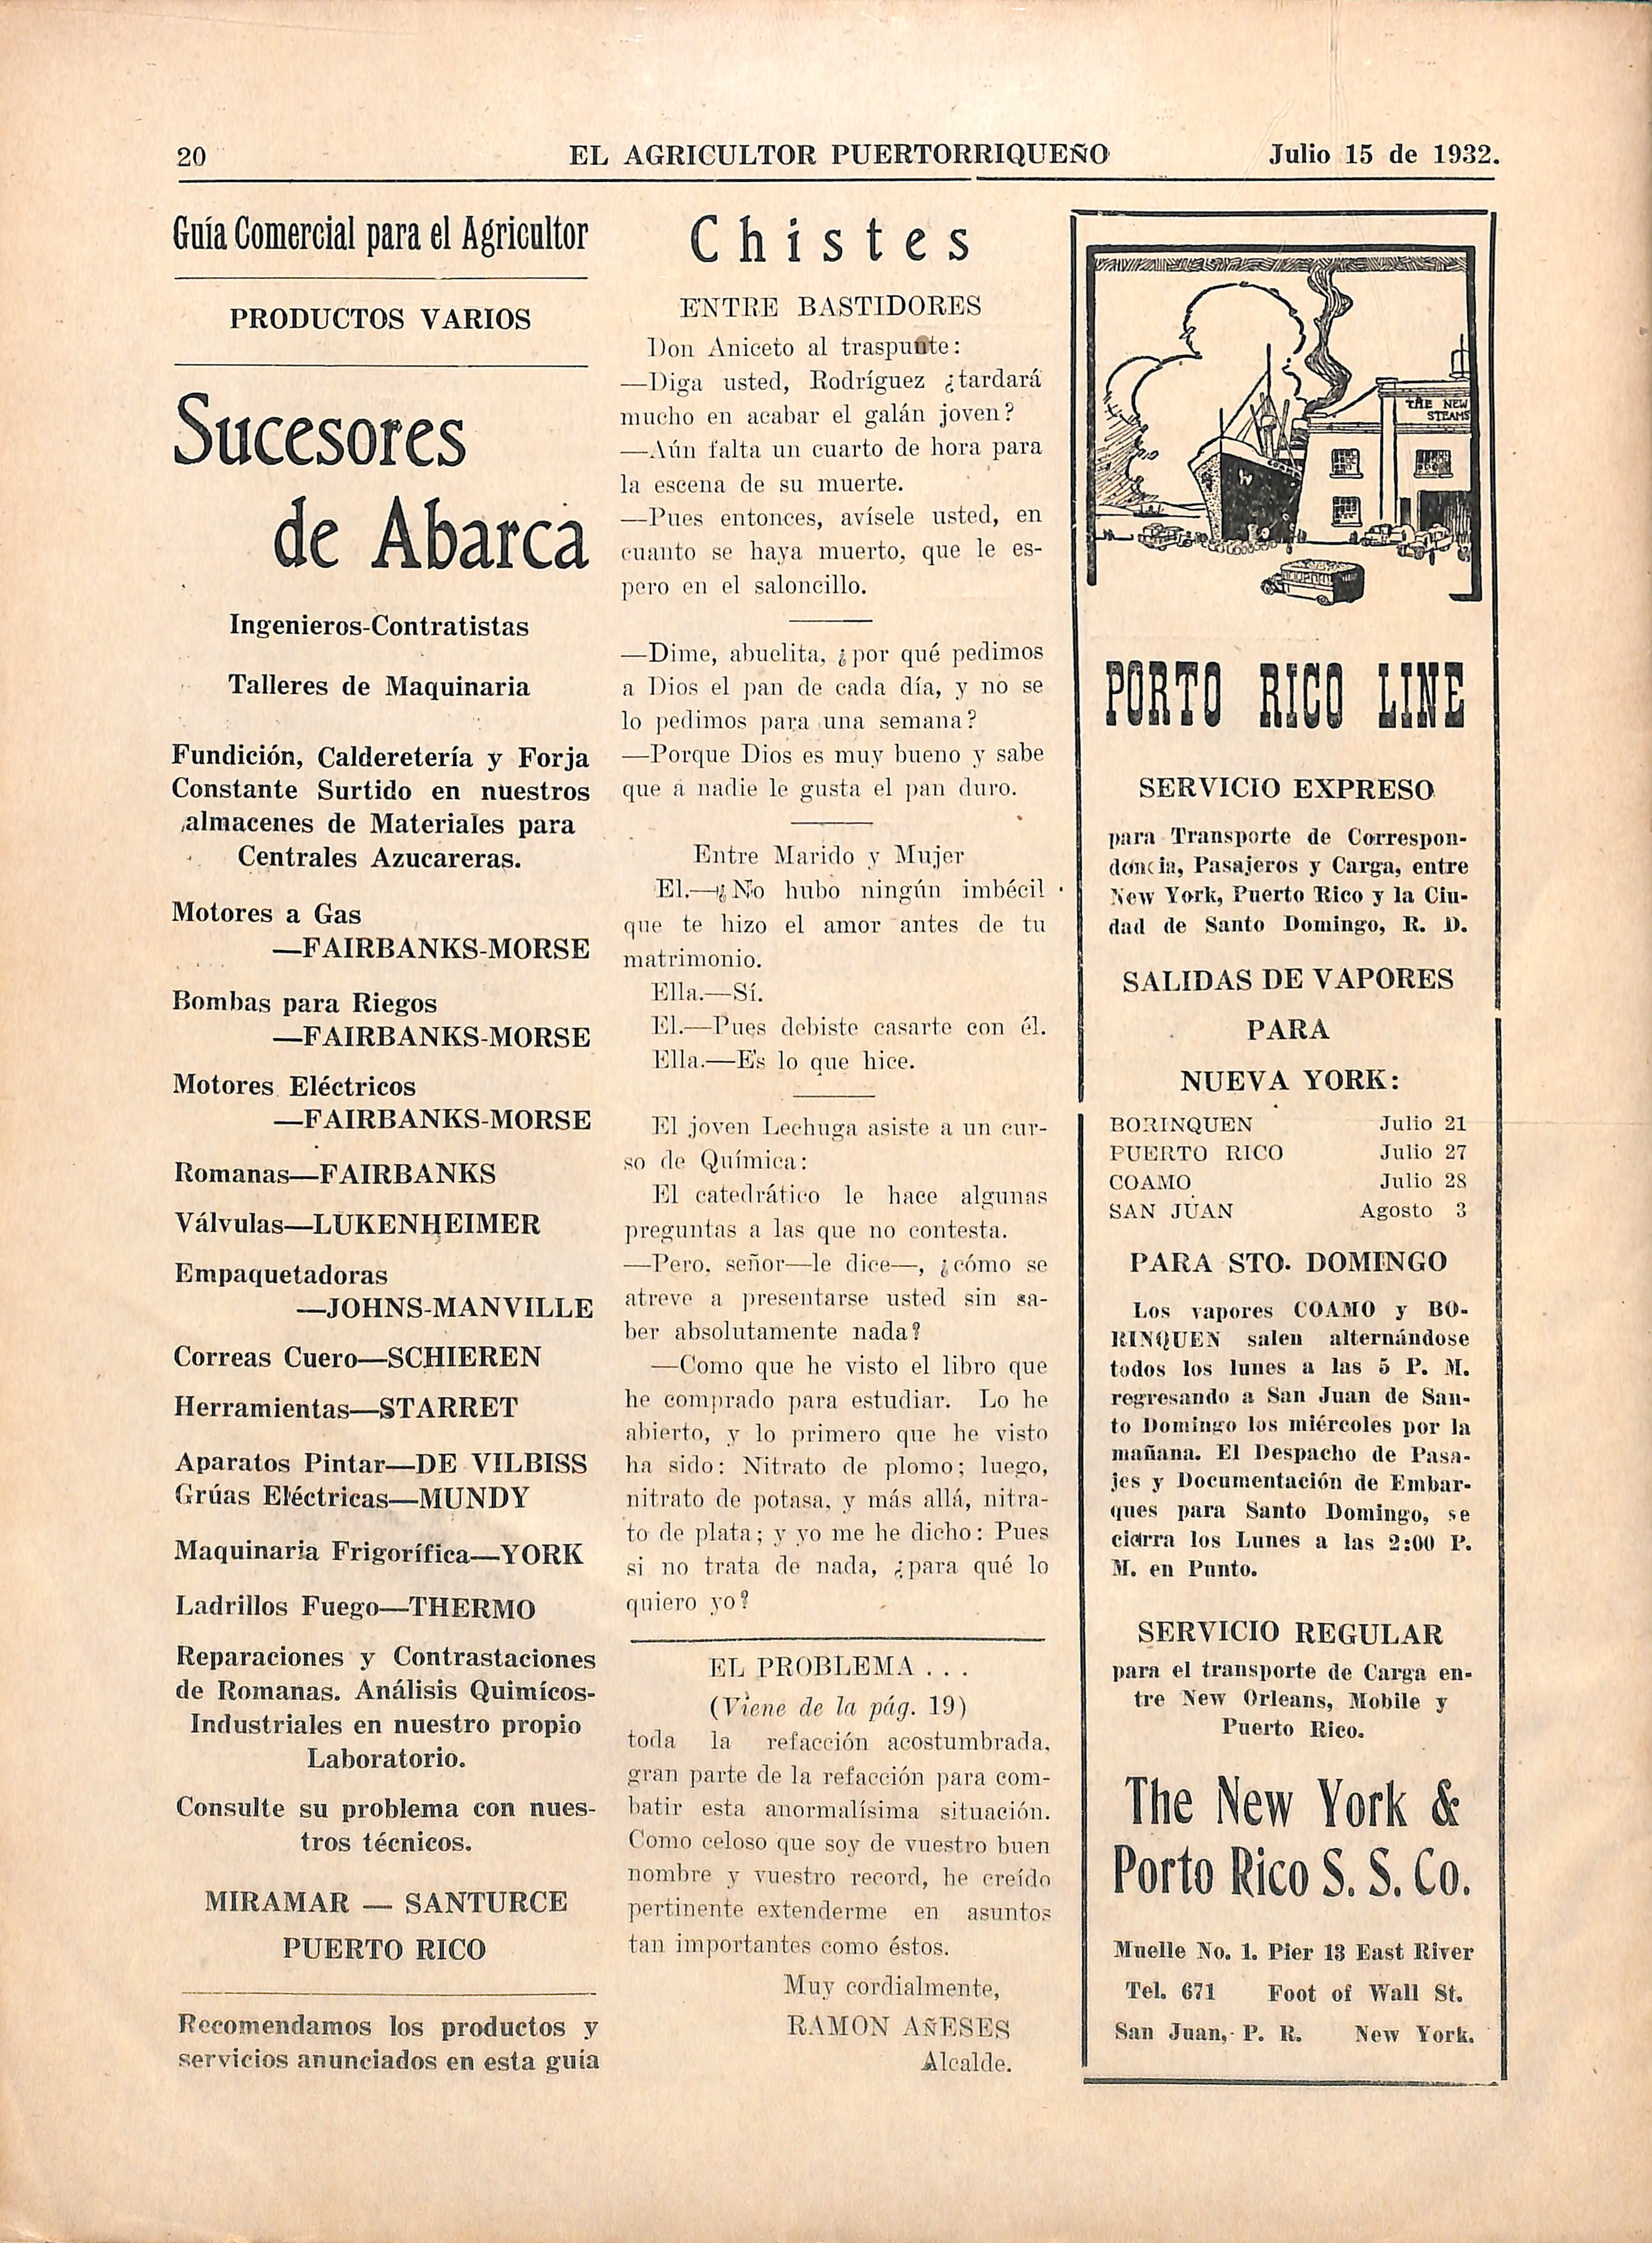 20
EL AGRICULTOR PUERTORRIQUEÑO
Julio 15 de 1932.
Guía Comercial para el Agricultor
PRODUCTOS VARIOS
Sucesores
de Abarca
Ingenieros-Contratistas
Talleres de Maquinaria
Fundición, Calderetería y Forja
Constante Surtido en nuestros
almacenes de Materiales para
Centrales Azucareras.
Motores a Gas
—FAIRBANKS-MORSE
Bombas para Riegos
—FAIRBANKS-MORSE
Motores Eléctricos
—FAIRBANKS-MORSE
Romanas—FAIRBANKS
Válvulas—LUKENHEIMER
Empaquetadoras
—JOHNS-MANVILLE
Correas Cuero—SCHIEREN
Herramientas—STARRET
Aparatos Pintar—DE VILBISS
Grúas Eléctricas—MUNDY
Maquinaria Frigorífica—YORK
Ladrillos Fuego—THERMO
Reparaciones y Contrastaciones
de Romanas. Análisis Quimícos-
Industriales en nuestro propio
Laboratorio.
Consulte su problema con nues-
tros técnicos.
MIRAMAR — SANTURCE
PUERTO RICO
Recomendamos los productos y
servicios anunciados en esta guía
Chistes
ENTRE BASTIDORES
Don Aniceto al traspunte:
—Diga usted, Rodríguez ¿tardará
mucho en acabar el galán joven?
—Aún falta un cuarto de hora para
la escena de su muerte.
—Pues entonces, avísele usted, en
cuanto se haya muerto, que le es-
pero en el saloncillo.
—Dime, abuelita, ¿por qué pedimos
a Dios el pan de cada día, y no se
lo pedimos para una semana?
—Porque Dios es muy bueno y sabe
que a nadie le gusta el pan duro.
Entre Marido y Mujer
El.—¿No hubo ningún imbécil
que te hizo el amor antes de tu
matrimonio.
Ella.—Sí.
El.—Pues debiste casarte con él.
Ella.—Es lo que hice.
El joven Lechuga asiste a un cur-
so de Química:
El catedrático le hace algunas
preguntas a las que no contesta.
—Pero, señor—le dice—, ¿cómo se
atreve a presentarse usted sin sa-
ber absolutamente nada?
—Como que he visto el libro que
he comprado para estudiar. Lo he
abierto, y lo primero que he visto
ha sido: Nitrato de plomo; luego,
nitrato de potasa, y más allá, nitra-
to de plata; y yo me he dicho: Pues
si no trata de nada, ¿para qué lo
quiero yo?
EL PROBLEMA . . .
(Viene de la pág. 19)
toda la refacción acostumbrada,
gran parte de la refacción para com-
batir esta anormalísima situación.
Como celoso que soy de vuestro buen
nombre y vuestro record, he creído
pertinente extenderme en asuntos
tan importantes como éstos.
Muy cordialmente,
RAMON AÑESES
Alcalde.
THE NEW
STEAMS
W
PORTO RICO LINE
SERVICIO EXPRESO
para Transporte de Correspon-
dencia, Pasajeros y Carga, entre
New York, Puerto Rico y la Ciu-
dad de Santo Domingo, R. D.
SALIDAS DE VAPORES
PARA
NUEVA YORK:
BORINQUEN Julio 21
PUERTO RICO Julio 27
COAMO Julio 28
SAN JUAN Agosto 3
PARA STO. DOMINGO
Los vapores COAMO y BO-
RINQUEN salen alternándose
todos los lunes a las 5 P. M.
regresando a San Juan de San-
to Domingo los miércoles por la
mañana. El Despacho de Pasa-
jes y Documentación de Embar-
ques para Santo Domingo, se
cierra los Lunes a las 2:00 P.
M. en Punto.
SERVICIO REGULAR
para el transporte de Carga en-
tre New Orleans, Mobile y
Puerto Rico.
The New York &
Porto Rico S. S. Co.
Muelle No. 1. Pier 13 East River
Tel. 671 Foot of Wall St.
San Juan, P. R. New York.